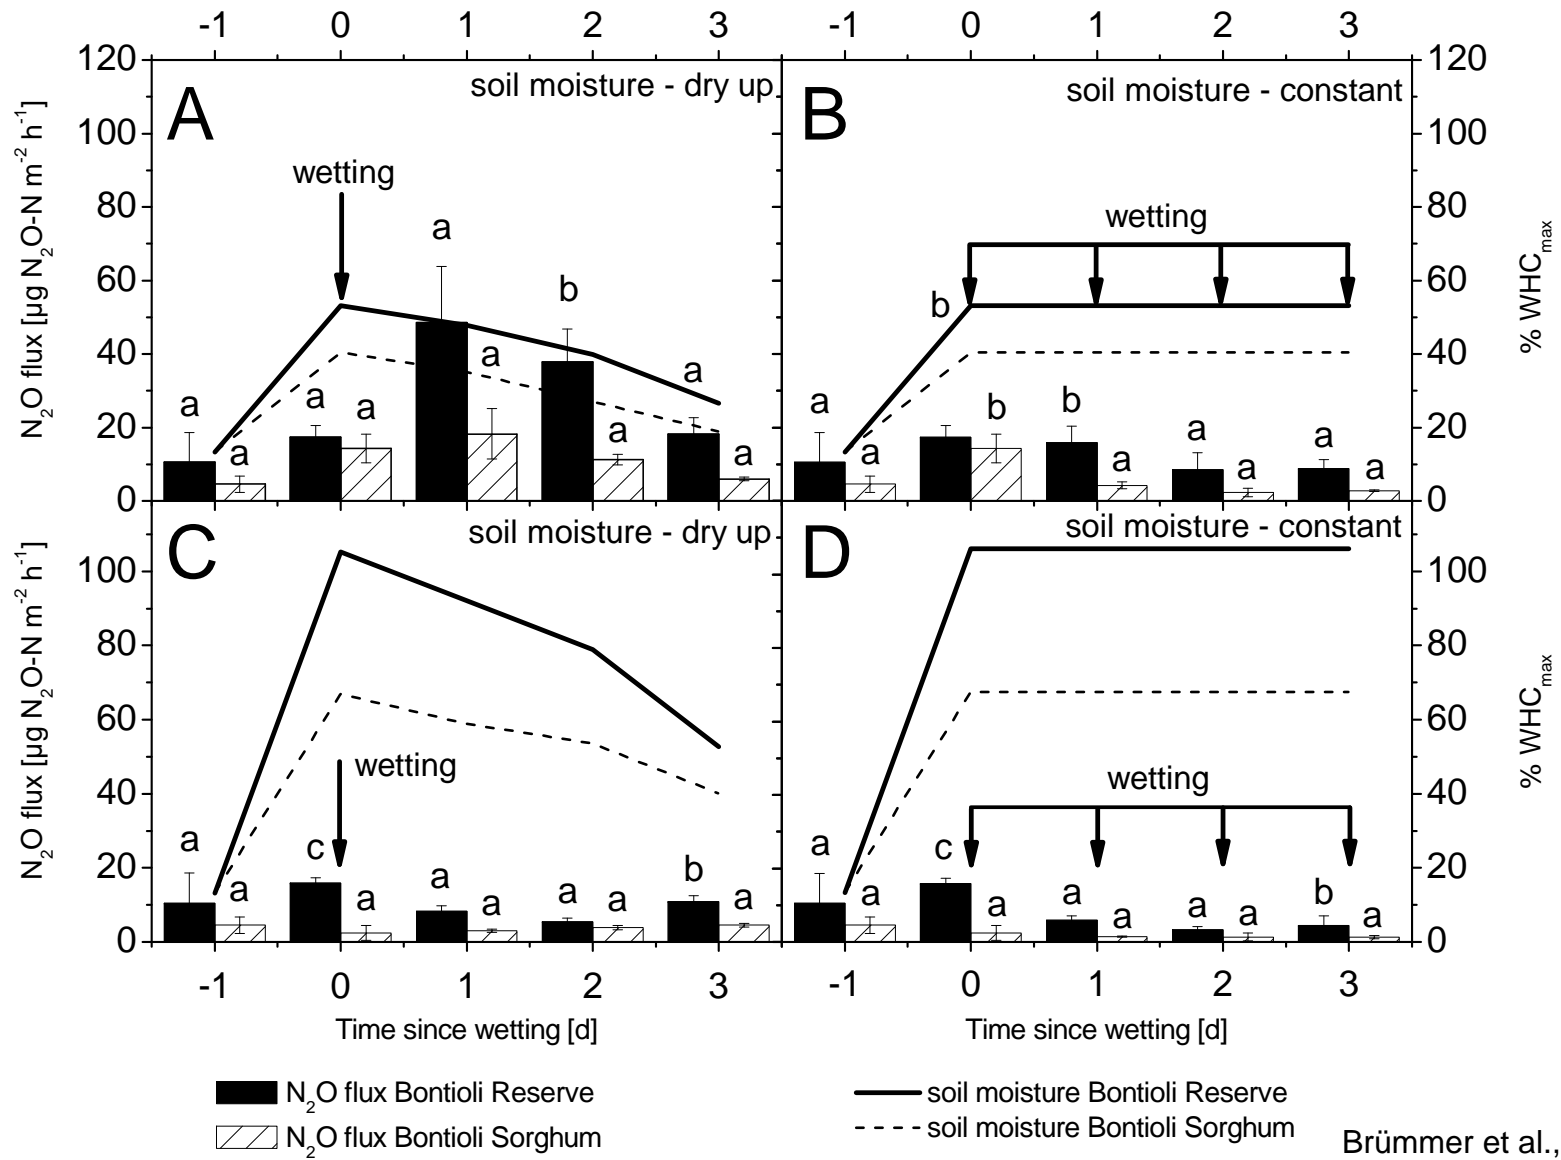 -1 0 1 2 3 -1 0 1 2 3
120 soil moisture - dry up soil moisture - constant 120
A B
100 100
wetting
80 a wetting 80
60 b b 60
40 a a 40
a a a a a b b a
20 a a a a a a 20
0 0
N₂O flux [µg N₂O-N m⁻² h⁻¹] % WHCmax
soil moisture - dry up soil moisture - constant
C D
100 100
80 80
60 60
wetting wetting
40 40
a c a a b a c a a b
20 a a a a a a a a a a 20
0 0
N₂O flux [µg N₂O-N m⁻² h⁻¹] % WHCmax
-1 0 1 2 3 -1 0 1 2 3
Time since wetting [d] Time since wetting [d]
N₂O flux Bontioli Reserve
N₂O flux Bontioli Sorghum
soil moisture Bontioli Reserve
soil moisture Bontioli Sorghum
Brümmer et al.,